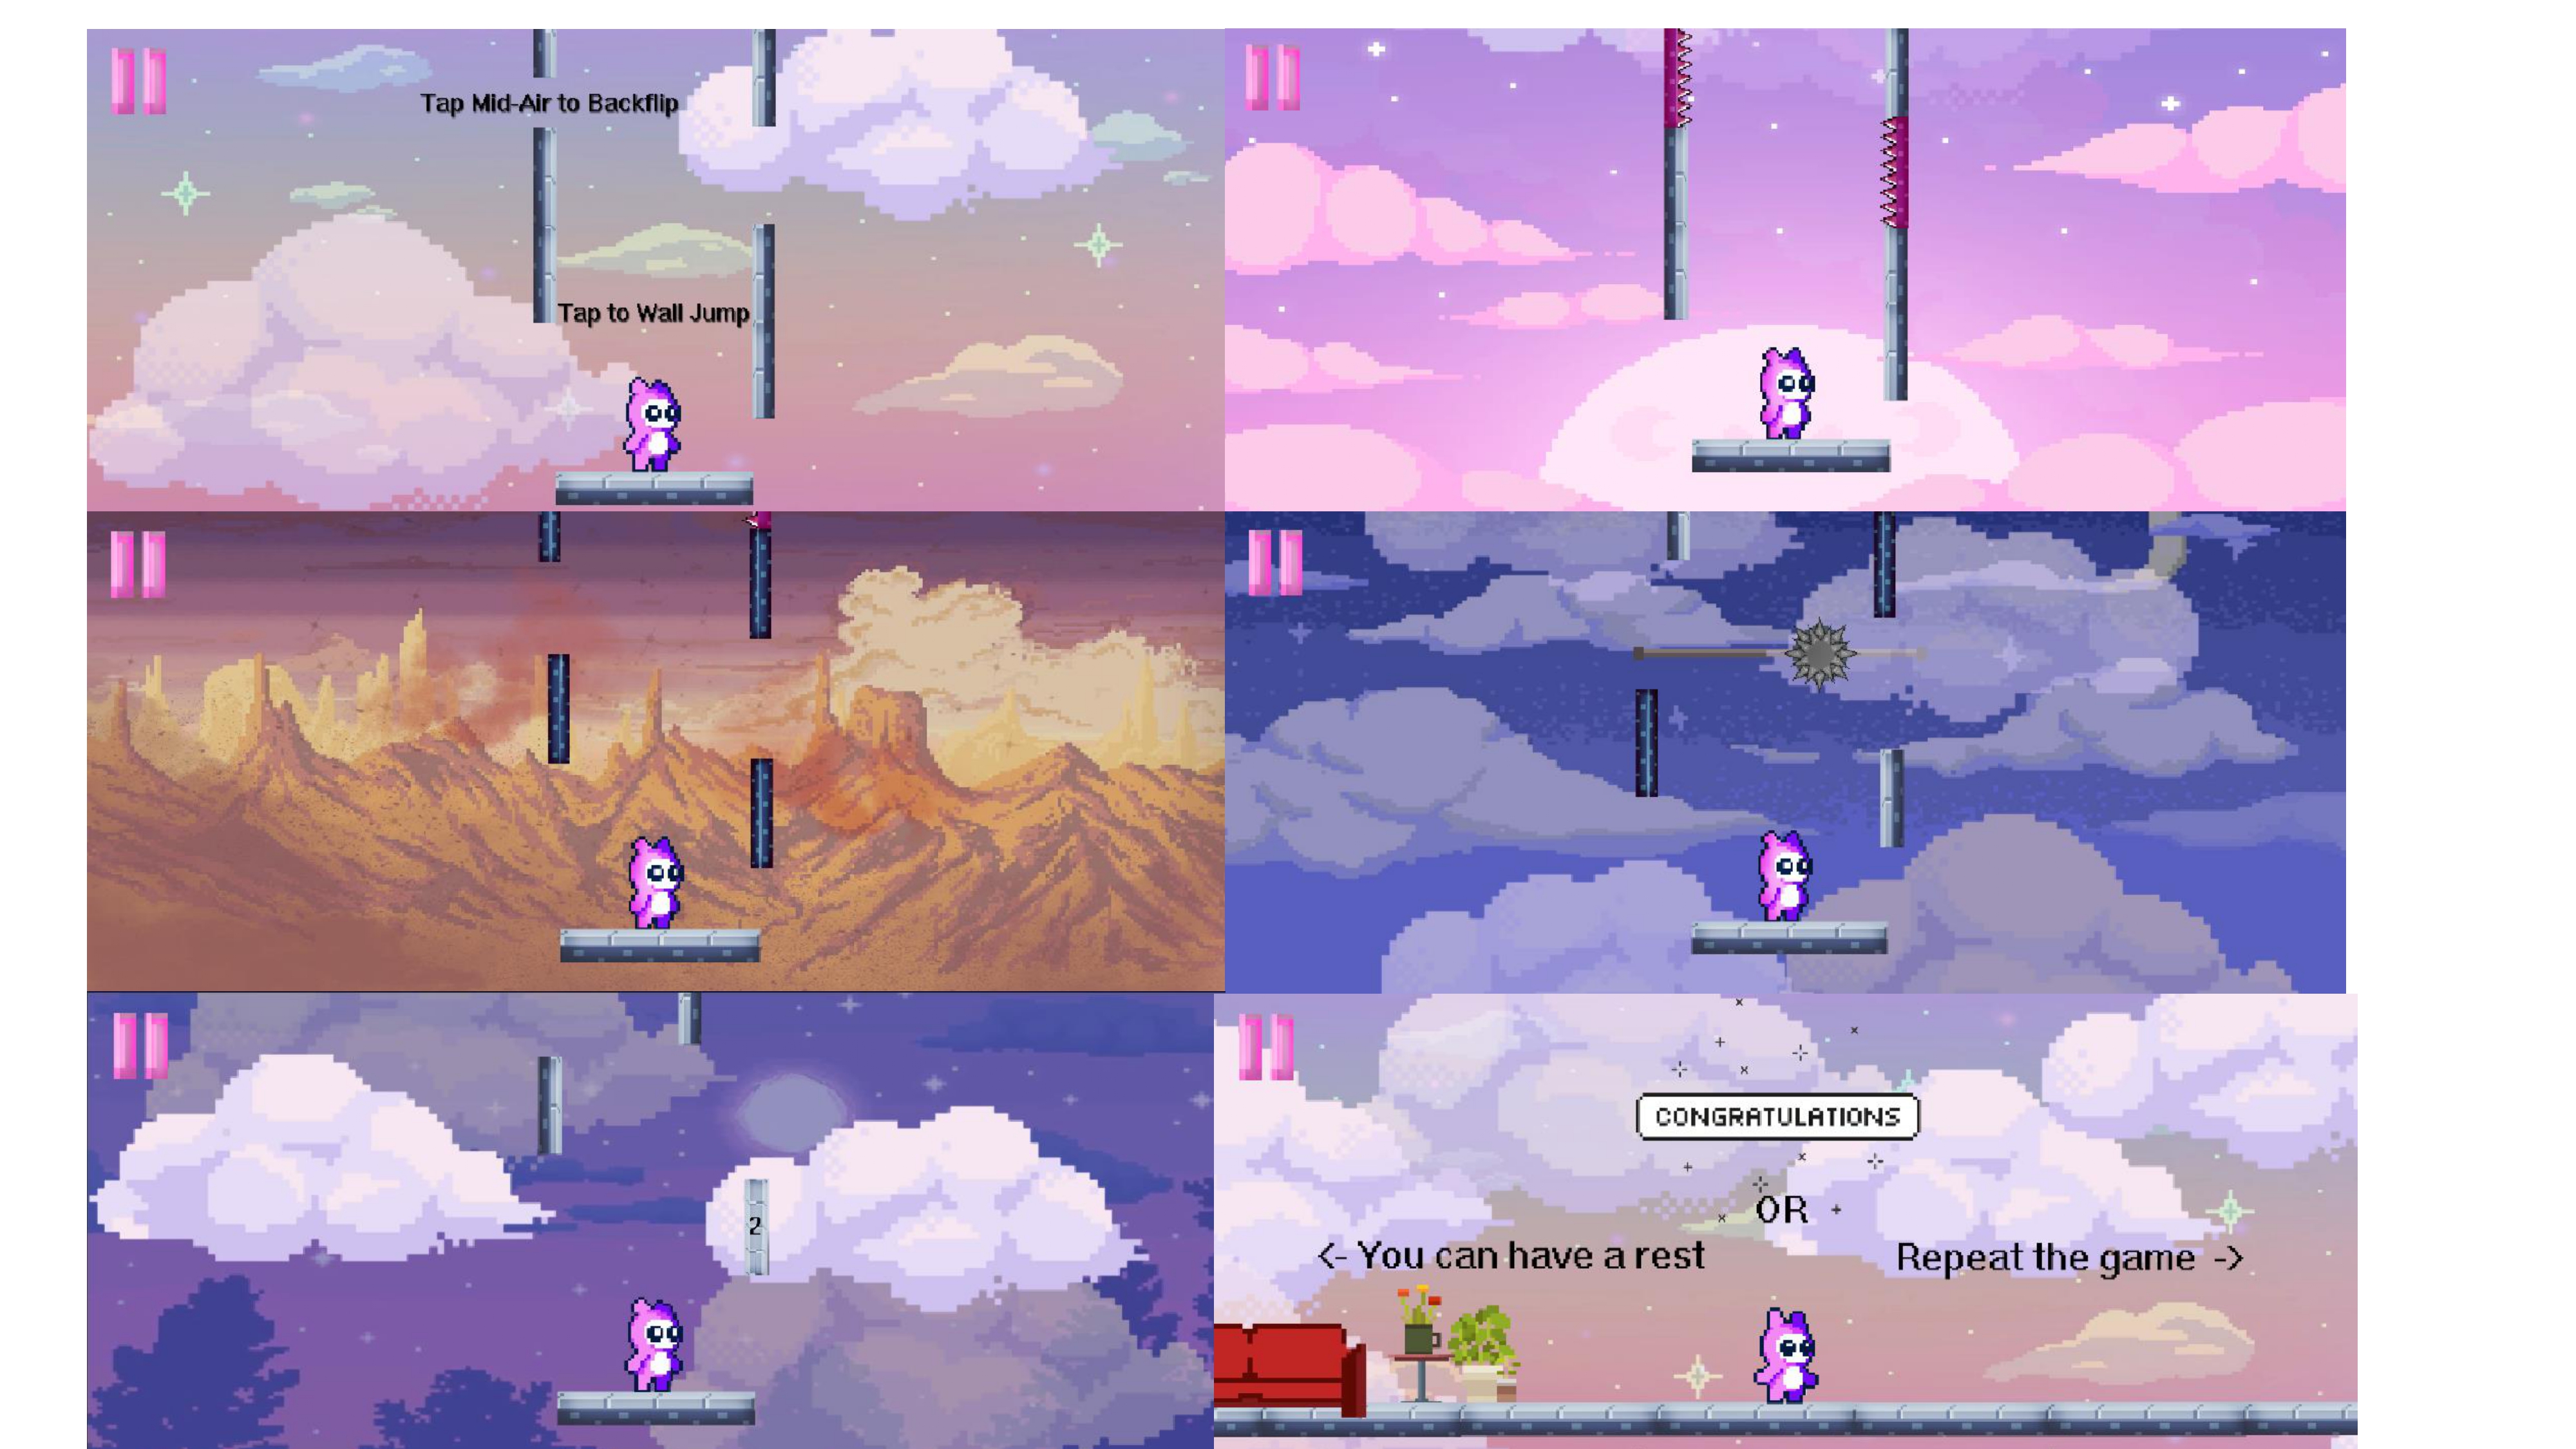 Tap Mid-Air to Backflip
Tap to Wall Jump
2
CONGRATULATIONS
OR
<- You can have a rest
Repeat the game ->